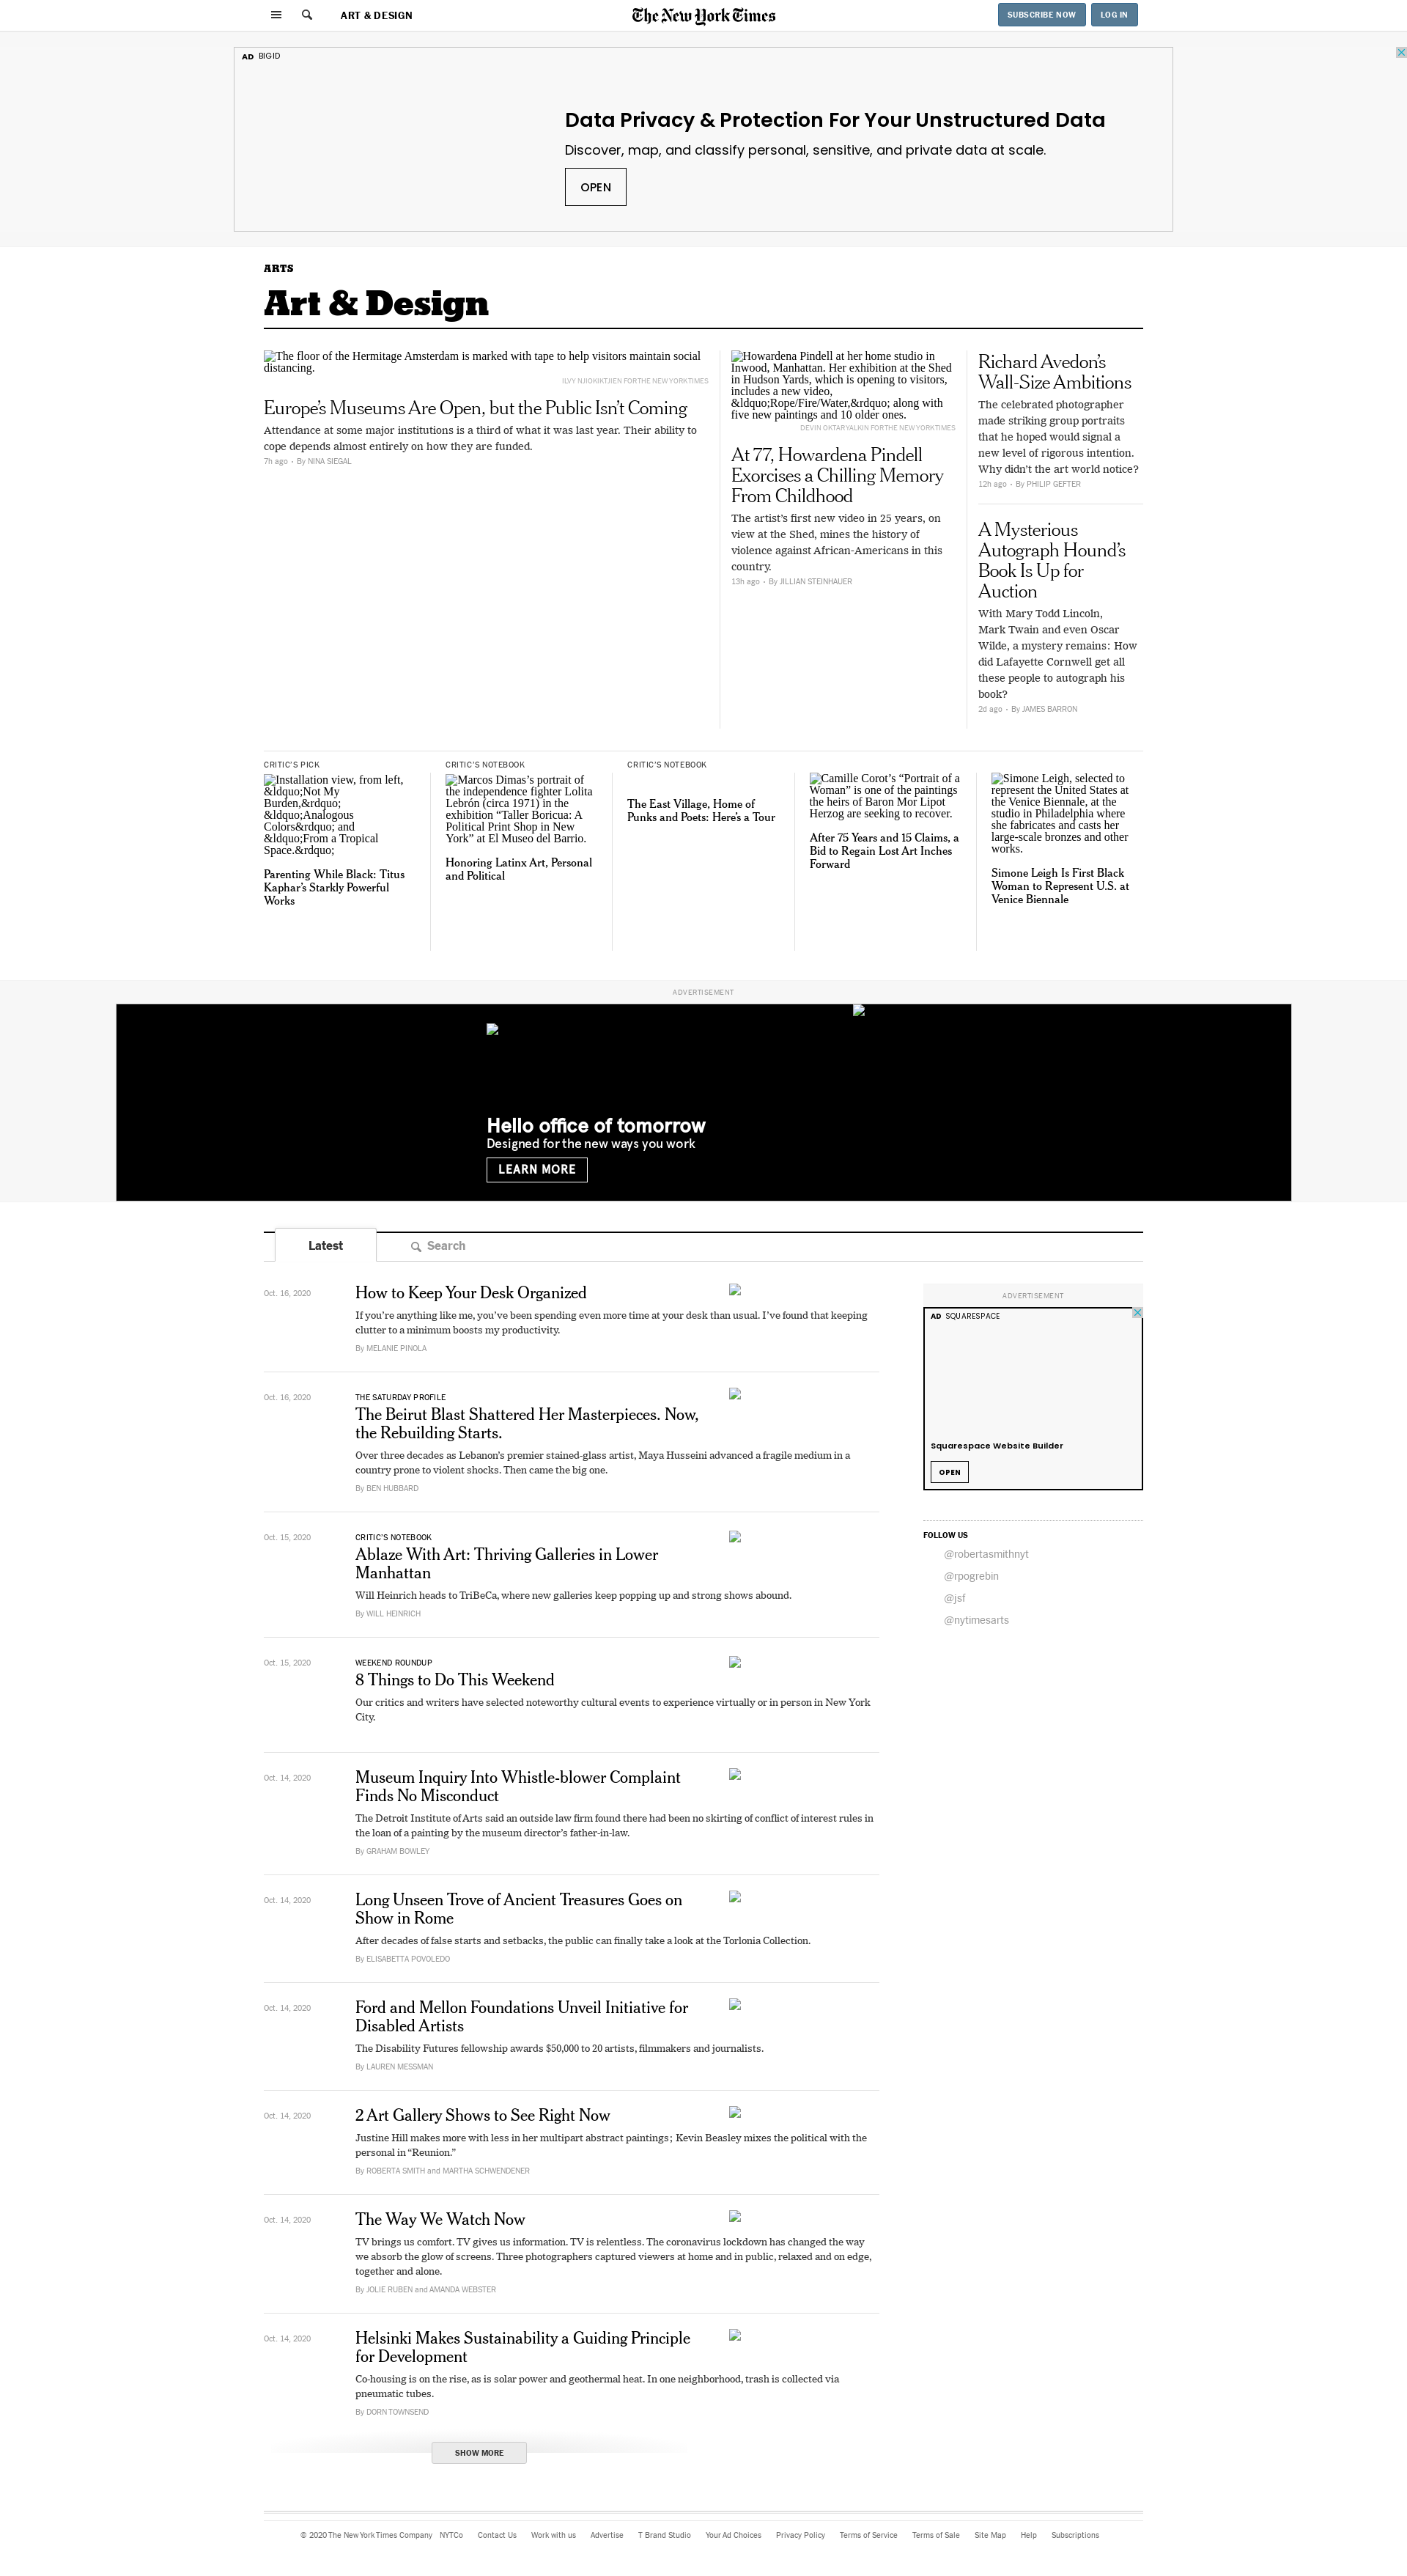 ART & DESIGN
The New York Times
SUBSCRIBE NOW
LOG IN
AD BIGID
Data Privacy & Protection For Your Unstructured Data
Discover, map, and classify personal, sensitive, and private data at scale.
OPEN
ARTS
Art & Design
The floor of the Hermitage Amsterdam is marked with tape to help visitors maintain social
distancing.
ILVY NJIOKIKTJIEN FOR THE NEW YORK TIMES
Europe’s Museums Are Open, but the Public Isn’t Coming
Attendance at some major institutions is a third of what it was last year. Their ability to
cope depends almost entirely on how they are funded.
7h ago • By NINA SIEGAL
Howardena Pindell at her home studio in
Inwood, Manhattan. Her exhibition at the Shed
in Hudson Yards, which is opening to visitors,
includes a new video,
&ldquo;Rope/Fire/Water,&rdquo; along with
five new paintings and 10 older ones.
DEVIN OKTAR YALKIN FOR THE NEW YORK TIMES
At 77, Howardena Pindell
Exorcises a Chilling Memory
From Childhood
The artist’s first new video in 25 years, on
view at the Shed, mines the history of
violence against African-Americans in this
country.
13h ago • By JILLIAN STEINHAUER
Richard Avedon’s
Wall-Size Ambitions
The celebrated photographer
made striking group portraits
that he hoped would signal a
new level of rigorous intention.
Why didn’t the art world notice?
12h ago • By PHILIP GEFTER
A Mysterious
Autograph Hound’s
Book Is Up for
Auction
With Mary Todd Lincoln,
Mark Twain and even Oscar
Wilde, a mystery remains: How
did Lafayette Cornwell get all
these people to autograph his
book?
2d ago • By JAMES BARRON
CRITIC’S PICK
Installation view, from left,
&ldquo;Not My
Burden,&rdquo;
&ldquo;Analogous
Colors&rdquo; and
&ldquo;From a Tropical
Space.&rdquo;
Parenting While Black: Titus
Kaphar’s Starkly Powerful
Works
CRITIC’S NOTEBOOK
Marcos Dimas’s portrait of
the independence fighter Lolita
Lebrón (circa 1971) in the
exhibition “Taller Boricua: A
Political Print Shop in New
York” at El Museo del Barrio.
Honoring Latinx Art, Personal
and Political
CRITIC’S NOTEBOOK
The East Village, Home of
Punks and Poets: Here’s a Tour
Camille Corot’s “Portrait of a
Woman” is one of the paintings
the heirs of Baron Mor Lipot
Herzog are seeking to recover.
After 75 Years and 15 Claims, a
Bid to Regain Lost Art Inches
Forward
Simone Leigh, selected to
represent the United States at
the Venice Biennale, at the
studio in Philadelphia where
she fabricates and casts her
large-scale bronzes and other
works.
Simone Leigh Is First Black
Woman to Represent U.S. at
Venice Biennale
ADVERTISEMENT
Hello office of tomorrow
Designed for the new ways you work
LEARN MORE
Latest
Search
Oct. 16, 2020
How to Keep Your Desk Organized
If you’re anything like me, you’ve been spending even more time at your desk than usual. I’ve found that keeping
clutter to a minimum boosts my productivity.
By MELANIE PINOLA
Oct. 16, 2020
THE SATURDAY PROFILE
The Beirut Blast Shattered Her Masterpieces. Now,
the Rebuilding Starts.
Over three decades as Lebanon’s premier stained-glass artist, Maya Husseini advanced a fragile medium in a
country prone to violent shocks. Then came the big one.
By BEN HUBBARD
Oct. 15, 2020
CRITIC’S NOTEBOOK
Ablaze With Art: Thriving Galleries in Lower
Manhattan
Will Heinrich heads to TriBeCa, where new galleries keep popping up and strong shows abound.
By WILL HEINRICH
Oct. 15, 2020
WEEKEND ROUNDUP
8 Things to Do This Weekend
Our critics and writers have selected noteworthy cultural events to experience virtually or in person in New York
City.
Oct. 14, 2020
Museum Inquiry Into Whistle-blower Complaint
Finds No Misconduct
The Detroit Institute of Arts said an outside law firm found there had been no skirting of conflict of interest rules in
the loan of a painting by the museum director’s father-in-law.
By GRAHAM BOWLEY
Oct. 14, 2020
Long Unseen Trove of Ancient Treasures Goes on
Show in Rome
After decades of false starts and setbacks, the public can finally take a look at the Torlonia Collection.
By ELISABETTA POVOLEDO
Oct. 14, 2020
Ford and Mellon Foundations Unveil Initiative for
Disabled Artists
The Disability Futures fellowship awards $50,000 to 20 artists, filmmakers and journalists.
By LAUREN MESSMAN
Oct. 14, 2020
2 Art Gallery Shows to See Right Now
Justine Hill makes more with less in her multipart abstract paintings; Kevin Beasley mixes the political with the
personal in “Reunion.”
By ROBERTA SMITH and MARTHA SCHWENDENER
Oct. 14, 2020
The Way We Watch Now
TV brings us comfort. TV gives us information. TV is relentless. The coronavirus lockdown has changed the way
we absorb the glow of screens. Three photographers captured viewers at home and in public, relaxed and on edge,
together and alone.
By JOLIE RUBEN and AMANDA WEBSTER
Oct. 14, 2020
Helsinki Makes Sustainability a Guiding Principle
for Development
Co-housing is on the rise, as is solar power and geothermal heat. In one neighborhood, trash is collected via
pneumatic tubes.
By DORN TOWNSEND
SHOW MORE
ADVERTISEMENT
AD SQUARESPACE
Squarespace Website Builder
OPEN
FOLLOW US
@robertasmithnyt
@rpogrebin
@jsf
@nytimesarts
© 2020 The New York Times Company NYTCo Contact Us Work with us Advertise T Brand Studio Your Ad Choices Privacy Policy Terms of Service Terms of Sale Site Map Help Subscriptions